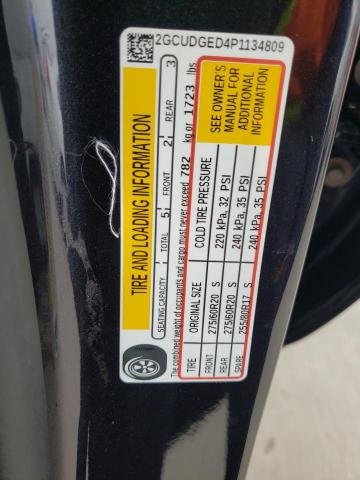 2GCUDGED4P1134809
TIRE AND LOADING INFORMATION
SEATING CAPACITY TOTAL 5 2 REAR 3
The combined weight of occupants and cargo must never exceed 782 kg or 1723 lbs
TIRE ORIGINAL SIZE COLD TIRE PRESSURE
FRONT 275/60R20 S 220 kPa, 32 PSI
REAR 275/60R20 S 240 kPa, 35 PSI
SPARE 255/80R17 S 240 kPa, 35 PSI
SEE OWNER'S
MANUAL FOR
ADDITIONAL
INFORMATION